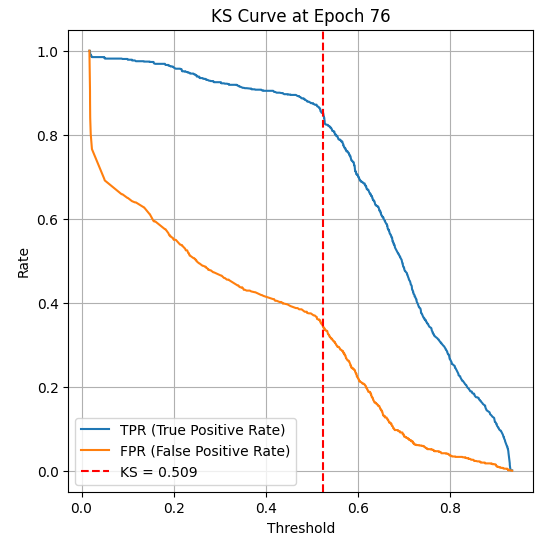 KS Curve at Epoch 76
1.0
0.8
0.6
0.4
0.2
0.0
Rate
TPR (True Positive Rate)
FPR (False Positive Rate)
KS = 0.509
0.0 0.2 0.4 0.6 0.8
Threshold